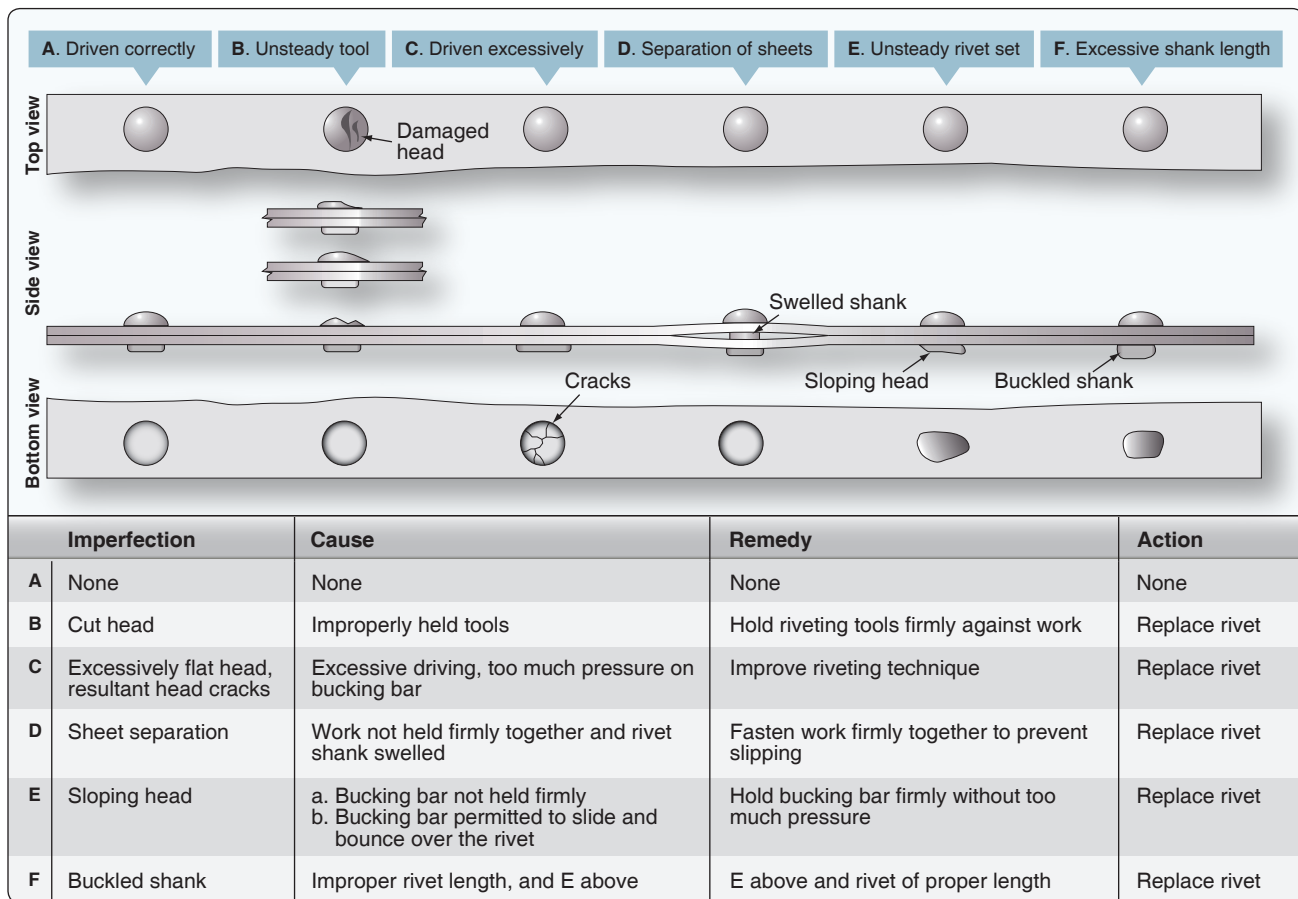 A. Driven correctly
B. Unsteady tool
C. Driven excessively
D. Separation of sheets
E. Unsteady rivet set
F. Excessive shank length
Top view
Damaged
head
Side view
Swelled shank
Sloping head
Buckled shank
Bottom view
Cracks
Imperfection Cause Remedy Action
A None None None None
B Cut head Improperly held tools Hold riveting tools firmly against work Replace rivet
C Excessively flat head, Excessive driving, too much pressure on Improve riveting technique Replace rivet
resultant head cracks bucking bar
D Sheet separation Work not held firmly together and rivet Fasten work firmly together to prevent Replace rivet
shank swelled slipping
E Sloping head a. Bucking bar not held firmly Hold bucking bar firmly without too Replace rivet
b. Bucking bar permitted to slide and much pressure
bounce over the rivet
F Buckled shank Improper rivet length, and E above E above and rivet of proper length Replace rivet